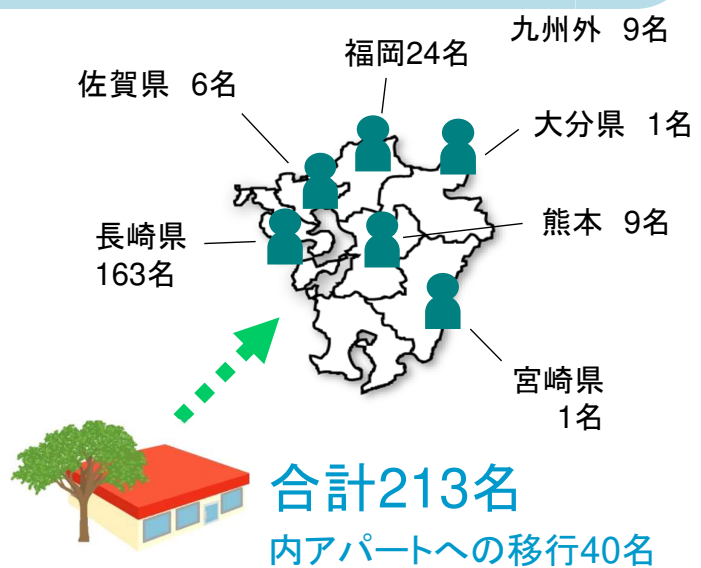 九州外 9名
福岡24名
佐賀県 6名
大分県 1名
長崎県
163名
熊本 9名
宮崎県
1名
合計213名
内アパートへの移行40名